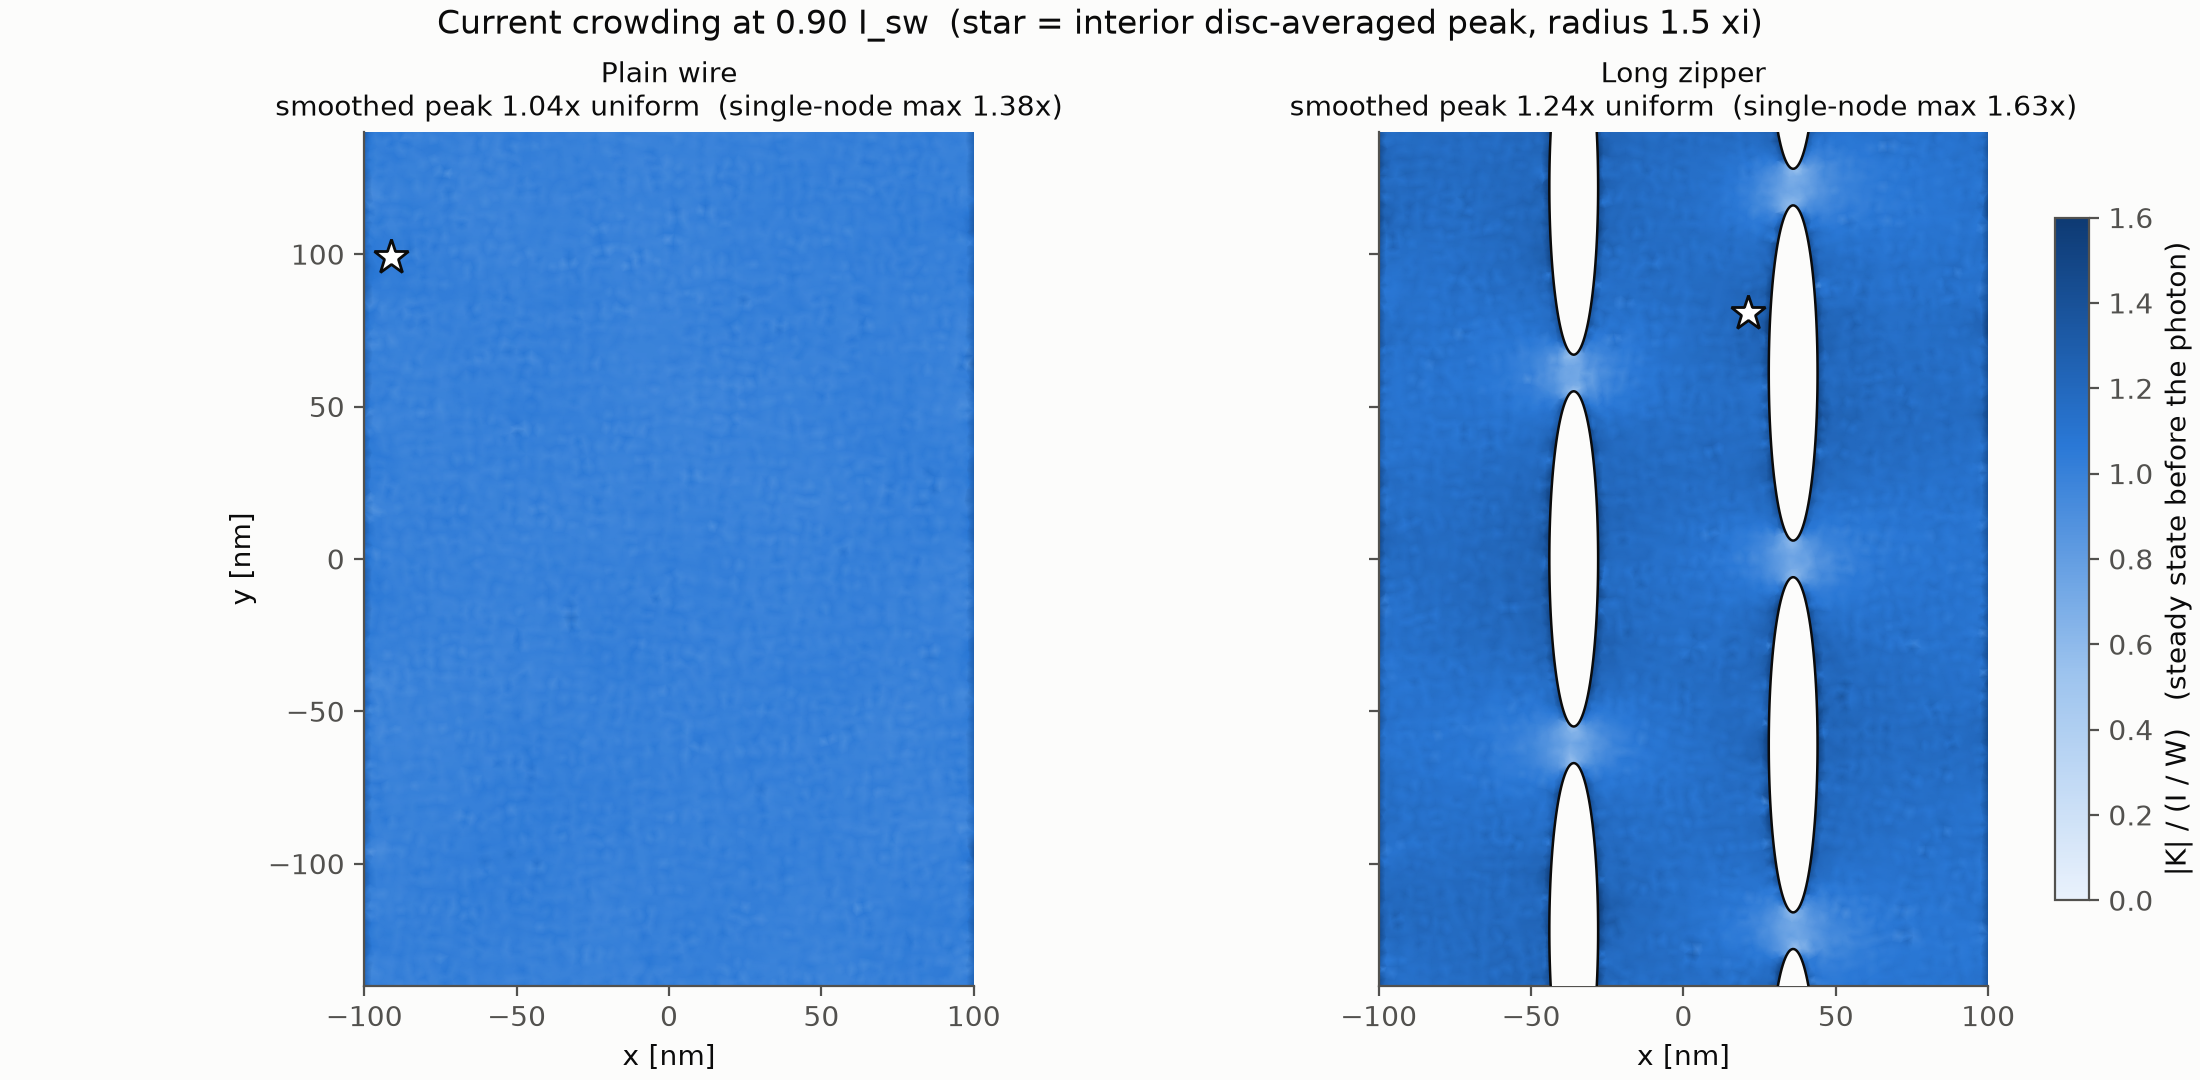 Current crowding at 0.90 I_sw  (star = interior disc-averaged peak, radius 1.5 xi)
Plain wire
smoothed peak 1.04x uniform  (single-node max 1.38x)
Long zipper
smoothed peak 1.24x uniform  (single-node max 1.63x)
y [nm]
100
50
0
−50
−100
−100
−50
0
50
100
x [nm]
−100
−50
0
50
100
x [nm]
1.6
1.4
1.2
1.0
0.8
0.6
0.4
0.2
0.0
|K| / (I / W)   (steady state before the photon)